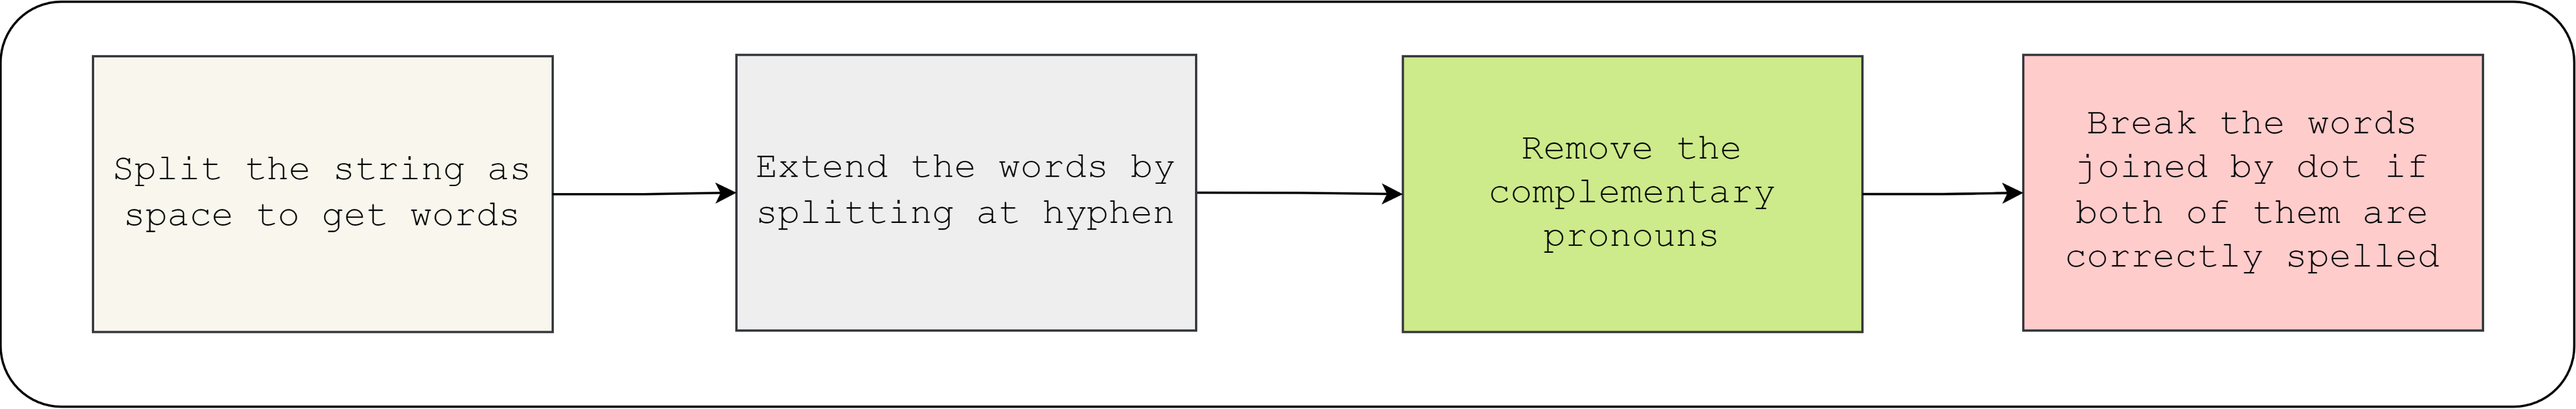 Split the string as
space to get words
Extend the words by
splitting at hyphen
Remove the
complementary
pronouns
Break the words
joined by dot if
both of them are
correctly spelled